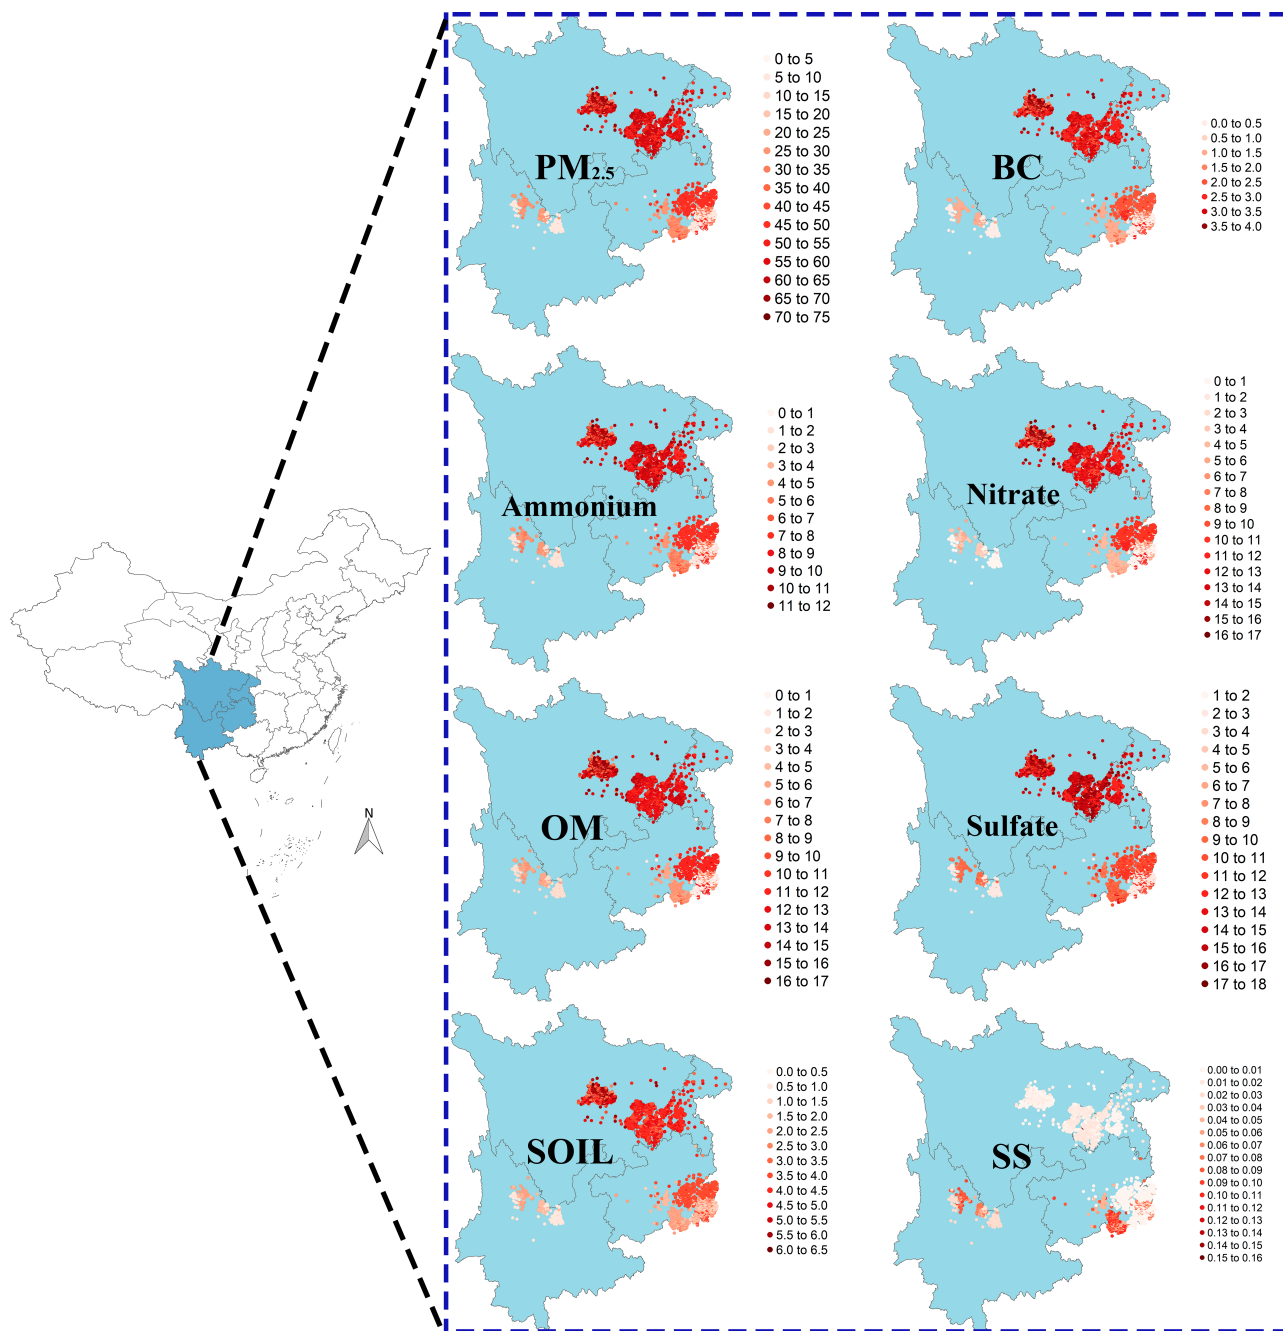 PM2.5
0 to 5
5 to 10
10 to 15
15 to 20
20 to 25
25 to 30
30 to 35
35 to 40
40 to 45
45 to 50
50 to 55
55 to 60
60 to 65
65 to 70
70 to 75
BC
0.0 to 0.5
0.5 to 1.0
1.0 to 1.5
1.5 to 2.0
2.0 to 2.5
2.5 to 3.0
3.0 to 3.5
3.5 to 4.0
Ammonium
0 to 1
1 to 2
2 to 3
3 to 4
4 to 5
5 to 6
6 to 7
7 to 8
8 to 9
9 to 10
10 to 11
11 to 12
Nitrate
0 to 1
1 to 2
2 to 3
3 to 4
4 to 5
5 to 6
6 to 7
7 to 8
8 to 9
9 to 10
10 to 11
11 to 12
12 to 13
13 to 14
14 to 15
15 to 16
16 to 17
OM
0 to 1
1 to 2
2 to 3
3 to 4
4 to 5
5 to 6
6 to 7
7 to 8
8 to 9
9 to 10
10 to 11
11 to 12
12 to 13
13 to 14
14 to 15
15 to 16
16 to 17
Sulfate
1 to 2
2 to 3
3 to 4
4 to 5
5 to 6
6 to 7
7 to 8
8 to 9
9 to 10
10 to 11
11 to 12
12 to 13
13 to 14
14 to 15
15 to 16
16 to 17
17 to 18
N
SOIL
0.0 to 0.5
0.5 to 1.0
1.0 to 1.5
1.5 to 2.0
2.0 to 2.5
2.5 to 3.0
3.0 to 3.5
3.5 to 4.0
4.0 to 4.5
4.5 to 5.0
5.0 to 5.5
5.5 to 6.0
6.0 to 6.5
SS
0.00 to 0.01
0.01 to 0.02
0.02 to 0.03
0.03 to 0.04
0.04 to 0.05
0.05 to 0.06
0.06 to 0.07
0.07 to 0.08
0.08 to 0.09
0.09 to 0.10
0.10 to 0.11
0.11 to 0.12
0.12 to 0.13
0.13 to 0.14
0.14 to 0.15
0.15 to 0.16